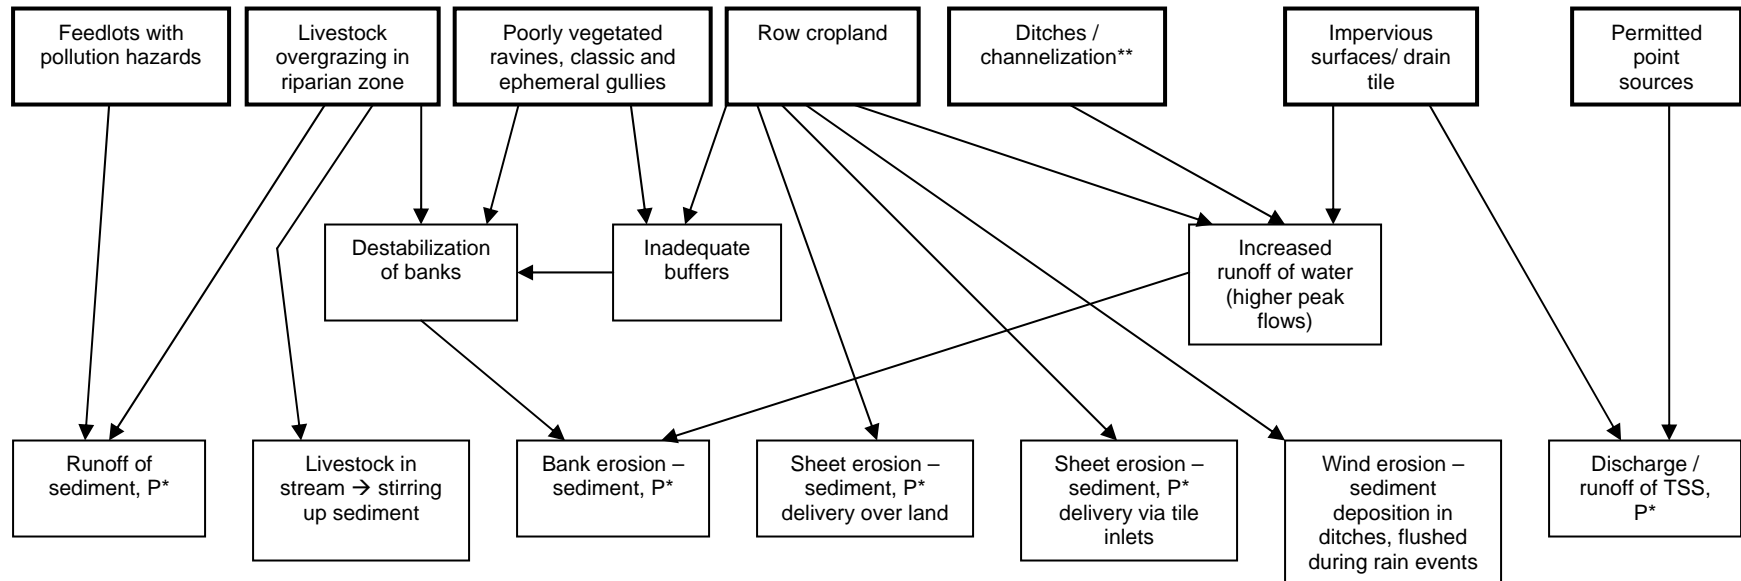 Feedlots with
pollution hazards
Livestock
overgrazing in
riparian zone
Poorly vegetated
ravines, classic and
ephemeral gullies
Row cropland
Ditches /
channelization**
Impervious
surfaces/ drain
tile
Permitted
point
sources
Destabilization
of banks
Inadequate
buffers
Increased
runoff of water
(higher peak
flows)
Runoff of
sediment, P*
Livestock in
stream → stirring
up sediment
Bank erosion –
sediment, P*
Sheet erosion –
sediment, P*
delivery over land
Sheet erosion –
sediment, P*
delivery via tile
inlets
Wind erosion –
sediment
deposition in
ditches, flushed
during rain events
Discharge /
runoff of TSS,
P*